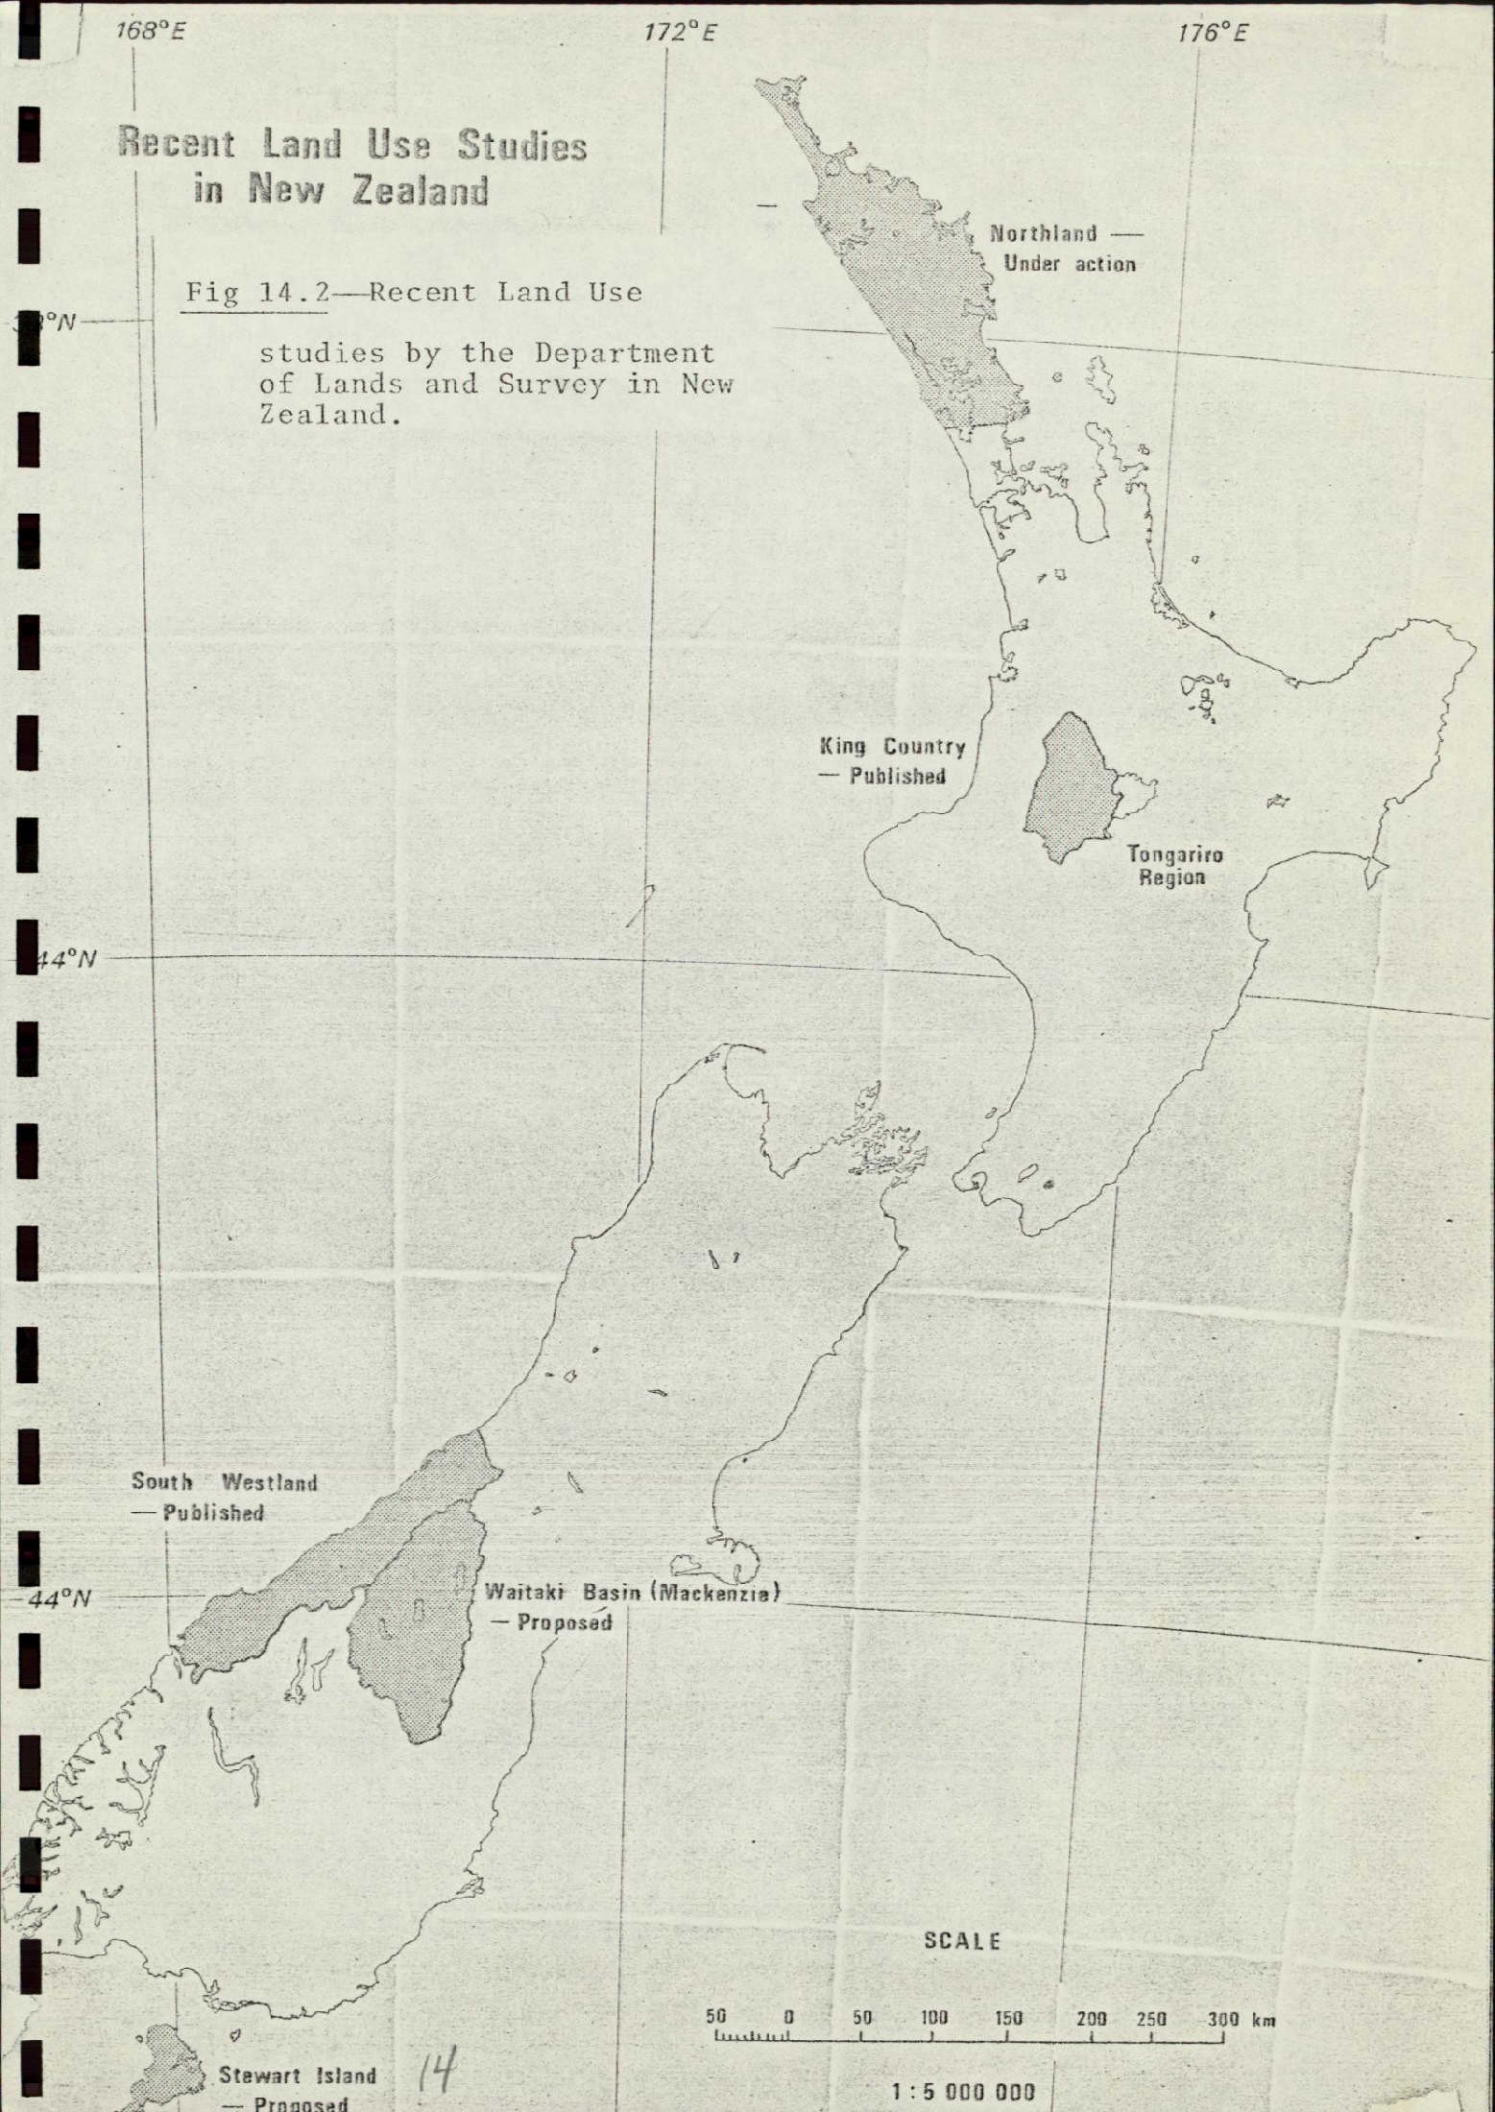 168°E 172°E 176°E
Recent Land Use Studies
in New Zealand
Northland —
Under action
Fig 14.2—Recent Land Use
°N
studies by the Department
of Lands and Survey in New
Zealand.
King Country
— Published
Tongariro
Region
44°N
South Westland
— Published
44°N
Waitaki Basin (Mackenzie)
— Proposed
SCALE
50 0 50 100 150 200 250 300 km
Stewart Island
— Proposed
14
1:5 000 000